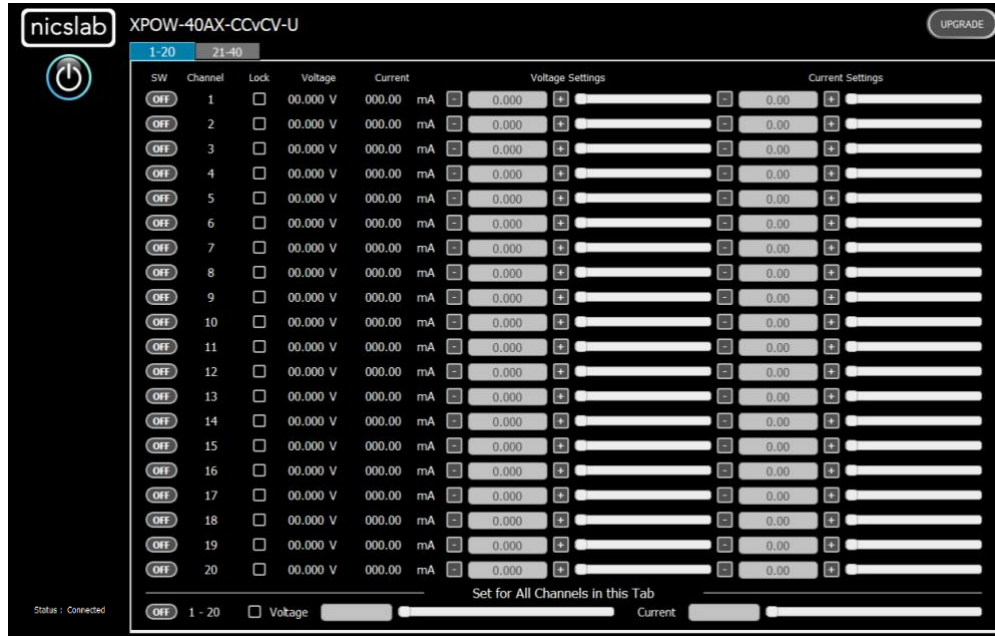 nicslab
XPOW-40AX-CCvCV-U
UPGRADE
1-20 21-40
SW Channel Lock Voltage Current Voltage Settings Current Settings
OFF 1 00.000 V 000.00 mA - 0.000 + - 0.00 +
OFF 2 00.000 V 000.00 mA - 0.000 + - 0.00 +
OFF 3 00.000 V 000.00 mA - 0.000 + - 0.00 +
OFF 4 00.000 V 000.00 mA - 0.000 + - 0.00 +
OFF 5 00.000 V 000.00 mA - 0.000 + - 0.00 +
OFF 6 00.000 V 000.00 mA - 0.000 + - 0.00 +
OFF 7 00.000 V 000.00 mA - 0.000 + - 0.00 +
OFF 8 00.000 V 000.00 mA - 0.000 + - 0.00 +
OFF 9 00.000 V 000.00 mA - 0.000 + - 0.00 +
OFF 10 00.000 V 000.00 mA - 0.000 + - 0.00 +
OFF 11 00.000 V 000.00 mA - 0.000 + - 0.00 +
OFF 12 00.000 V 000.00 mA - 0.000 + - 0.00 +
OFF 13 00.000 V 000.00 mA - 0.000 + - 0.00 +
OFF 14 00.000 V 000.00 mA - 0.000 + - 0.00 +
OFF 15 00.000 V 000.00 mA - 0.000 + - 0.00 +
OFF 16 00.000 V 000.00 mA - 0.000 + - 0.00 +
OFF 17 00.000 V 000.00 mA - 0.000 + - 0.00 +
OFF 18 00.000 V 000.00 mA - 0.000 + - 0.00 +
OFF 19 00.000 V 000.00 mA - 0.000 + - 0.00 +
OFF 20 00.000 V 000.00 mA - 0.000 + - 0.00 +
Set for All Channels in this Tab
Status : Connected
OFF 1 - 20 Voltage Current